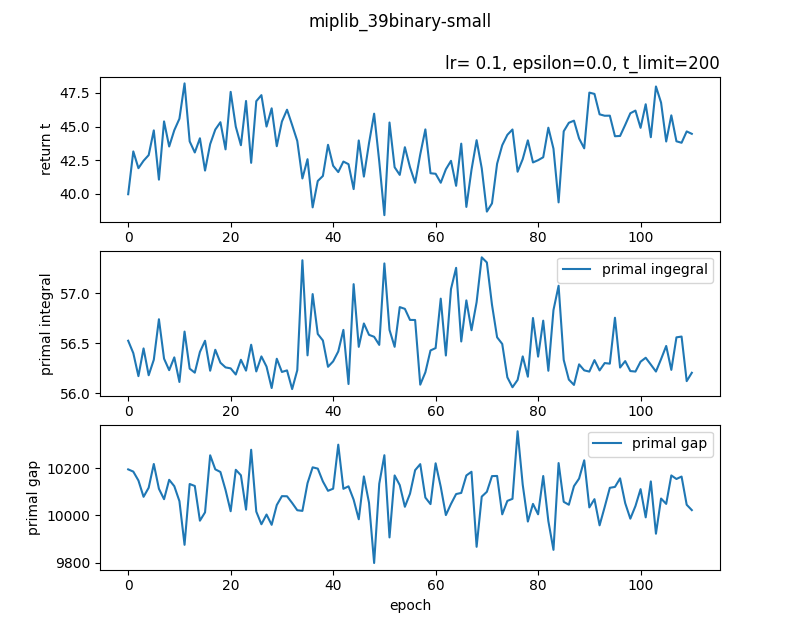 miplib_39binary-small
lr= 0.1, epsilon=0.0, t_limit=200
return t
47.5
45.0
42.5
40.0
0 20 40 60 80 100
primal integral
primal ingegral
57.0
56.5
56.0
0 20 40 60 80 100
primal gap
primal gap
10200
10000
9800
0 20 40 60 80 100
epoch